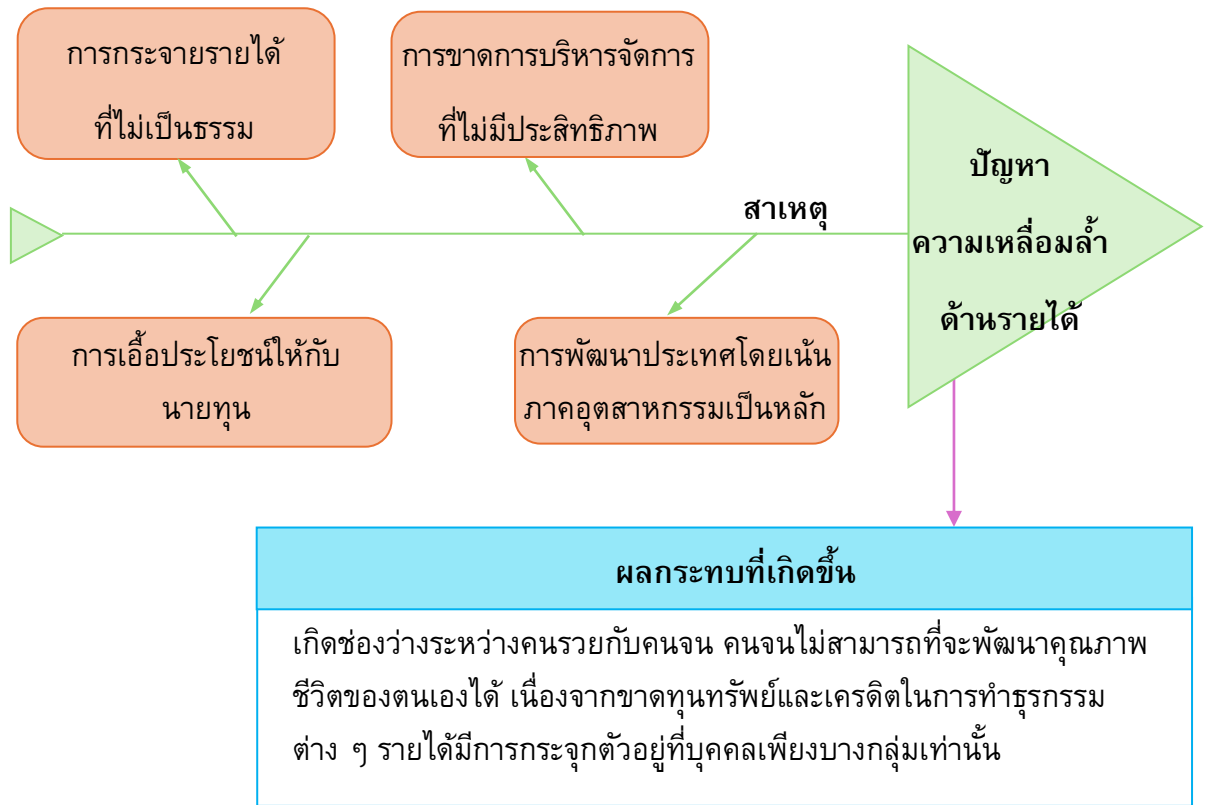 การกระจายรายได้
ที่ไม่เป็นธรรม
การขาดการบริหารจัดการ
ที่ไม่มีประสิทธิภาพ
สาเหตุ
ปัญหา
ความเหลื่อมล้ำ
ด้านรายได้
การเอื้อประโยชน์ให้กับ
นายทุน
การพัฒนาประเทศโดยเน้น
ภาคอุตสาหกรรมเป็นหลัก
ผลกระทบที่เกิดขึ้น
เกิดช่องว่างระหว่างคนรวยกับคนจน คนจนไม่สามารถที่จะพัฒนาคุณภาพ
ชีวิตของตนเองได้ เนื่องจากขาดทุนทรัพย์และเครดิตในการทำธุรกรรม
ต่าง ๆ รายได้มีการกระจุกตัวอยู่ที่บุคคลเพียงบางกลุ่มเท่านั้น